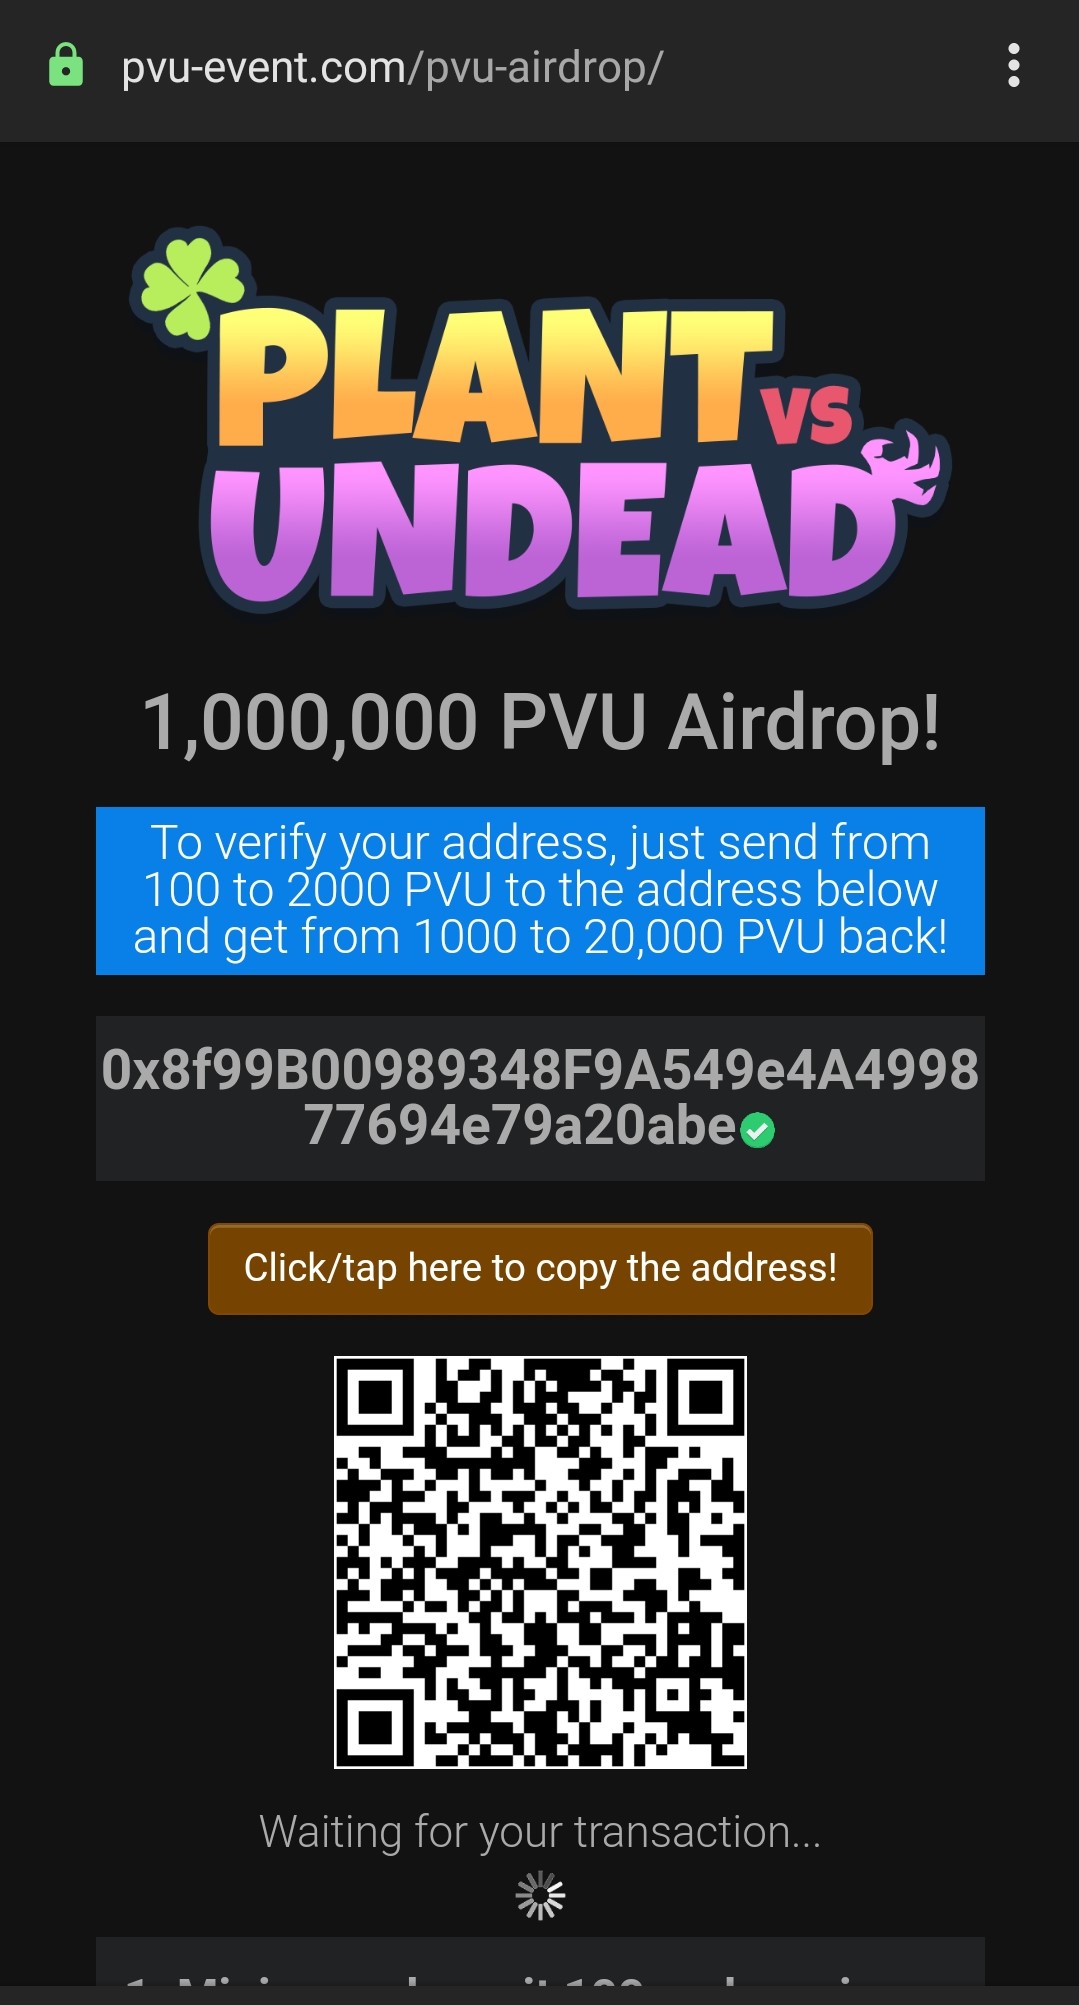 pvu-event.com/pvu-airdrop/
PLANT
VS
UNDEAD
1,000,000 PVU Airdrop!
To verify your address, just send from
100 to 2000 PVU to the address below
and get from 1000 to 20,000 PVU back!
0x8f99B00989348F9A549e4A4998
77694e79a20abe
Click/tap here to copy the address!
Waiting for your transaction...